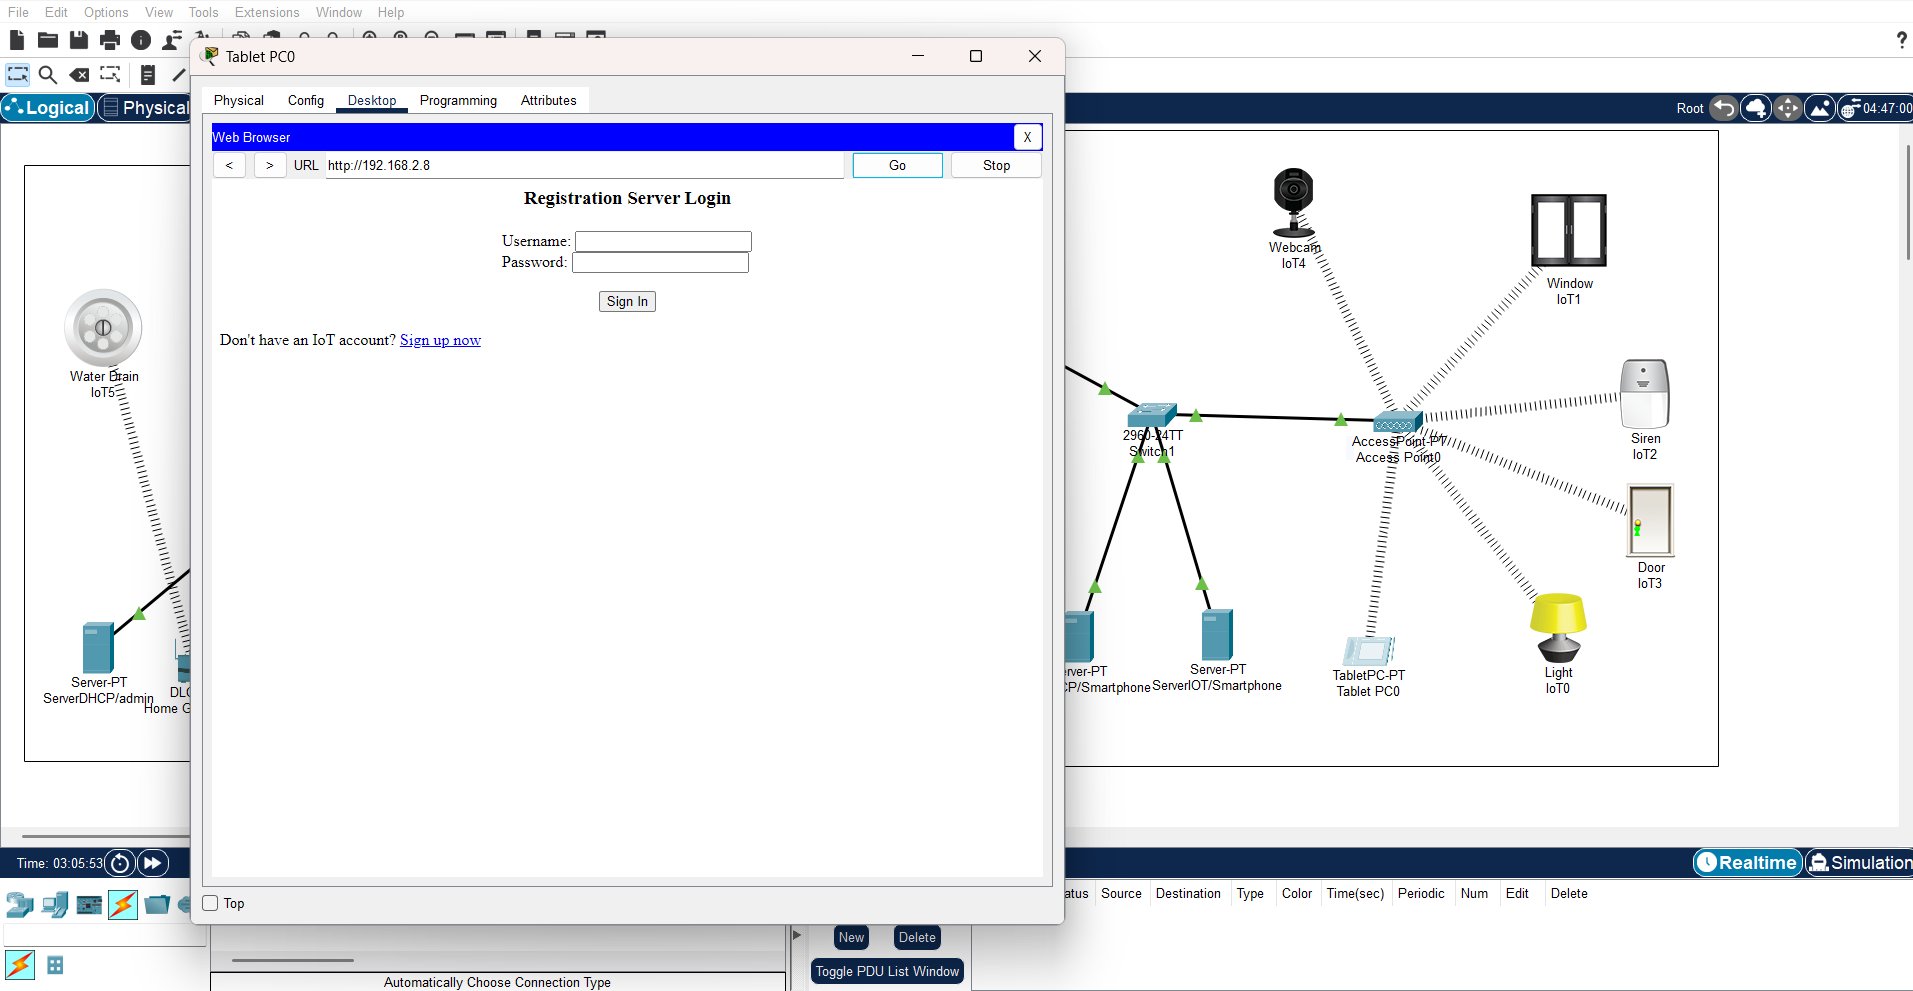 File Edit Options View Tools Extensions Window Help
Tablet PC0
?
Logical
Physical
Root
04:47:00
Physical Config Desktop Programming Attributes
Web Browser
X
< > URL http://192.168.2.8 Go Stop
Registration Server Login
Username:
Password:
Sign In
Don't have an IoT account? Sign up now
Top
Water Drain
IoT5
Server-PT
ServerDHCP/admin
DLC
Home G
Webcam
IoT4
Window
IoT1
2960-24TT
Switch1
AccessPoint-PT
Access Point0
Siren
IoT2
Door
IoT3
Light
IoT0
TabletPC-PT
Tablet PC0
erver-PT
CP/Smartphone
Server-PT
ServerIOT/Smartphone
Time: 03:05:53
Realtime
Simulation
atus Source Destination Type Color Time(sec) Periodic Num Edit Delete
New Delete
Toggle PDU List Window
Automatically Choose Connection Type